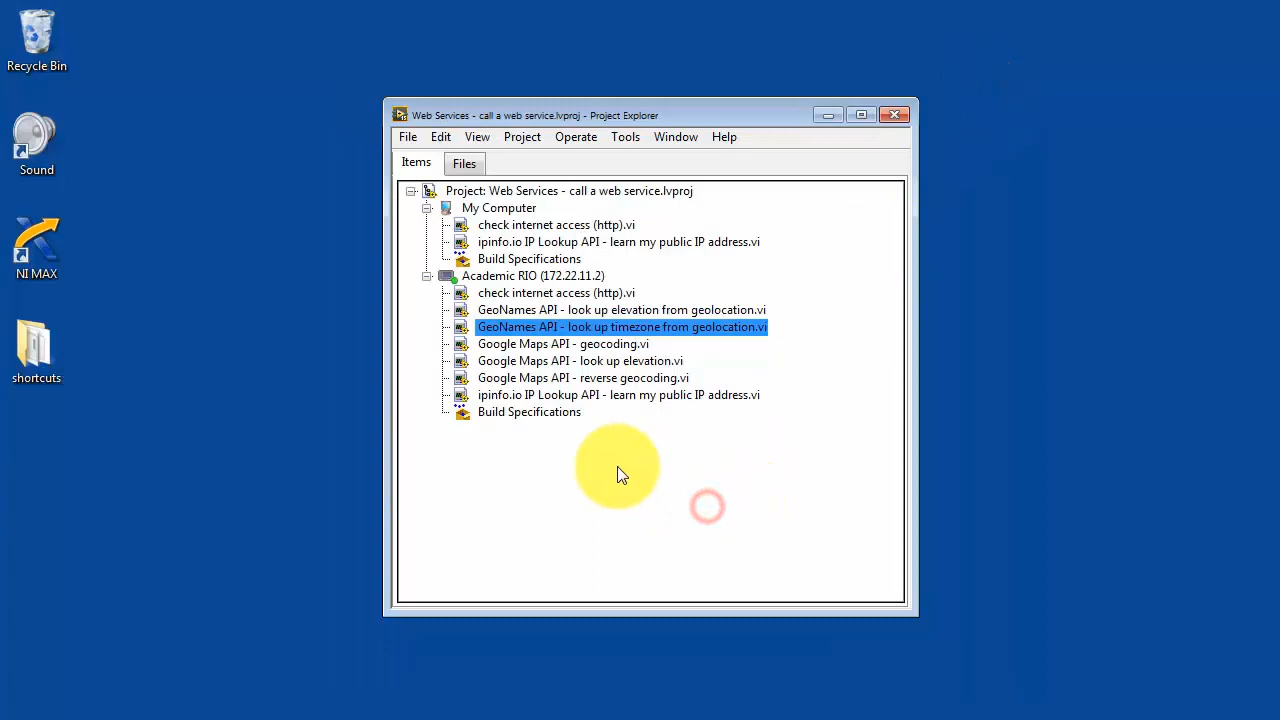 Recycle Bin
Sound
NI MAX
shortcuts
Web Services - call a web service.lvproj - Project Explorer
File Edit View Project Operate Tools Window Help
Items Files
Project: Web Services - call a web service.lvproj
My Computer
check internet access (http).vi
ipinfo.io IP Lookup API - learn my public IP address.vi
Build Specifications
Academic RIO (172.22.11.2)
check internet access (http).vi
GeoNames API - look up elevation from geolocation.vi
GeoNames API - look up timezone from geolocation.vi
Google Maps API - geocoding.vi
Google Maps API - look up elevation.vi
Google Maps API - reverse geocoding.vi
ipinfo.io IP Lookup API - learn my public IP address.vi
Build Specifications